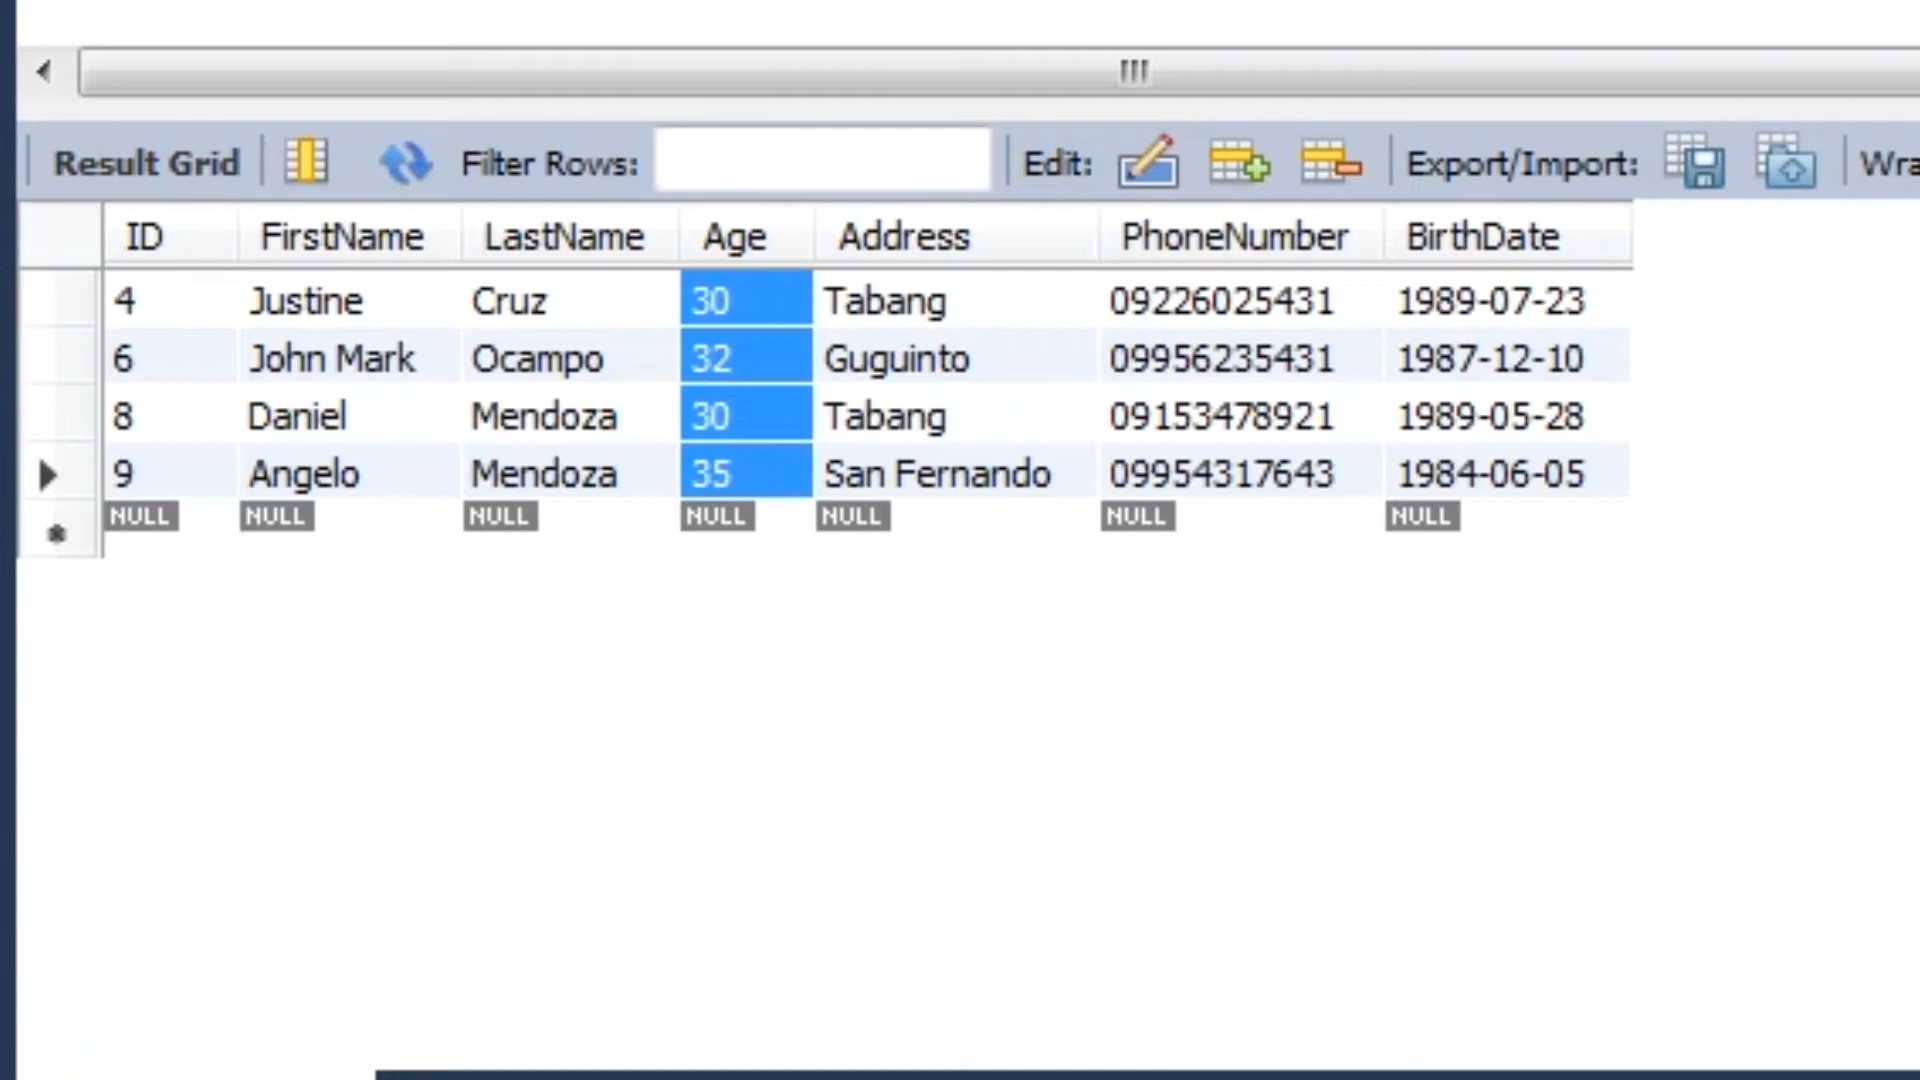 Result Grid Filter Rows: Edit: Export/Import: Wra
ID FirstName LastName Age Address PhoneNumber BirthDate
4 Justine Cruz 30 Tabang 09226025431 1989-07-23
6 John Mark Ocampo 32 Guguinto 09956235431 1987-12-10
8 Daniel Mendoza 30 Tabang 09153478921 1989-05-28
9 Angelo Mendoza 35 San Fernando 09954317643 1984-06-05
NULL NULL NULL NULL NULL NULL NULL